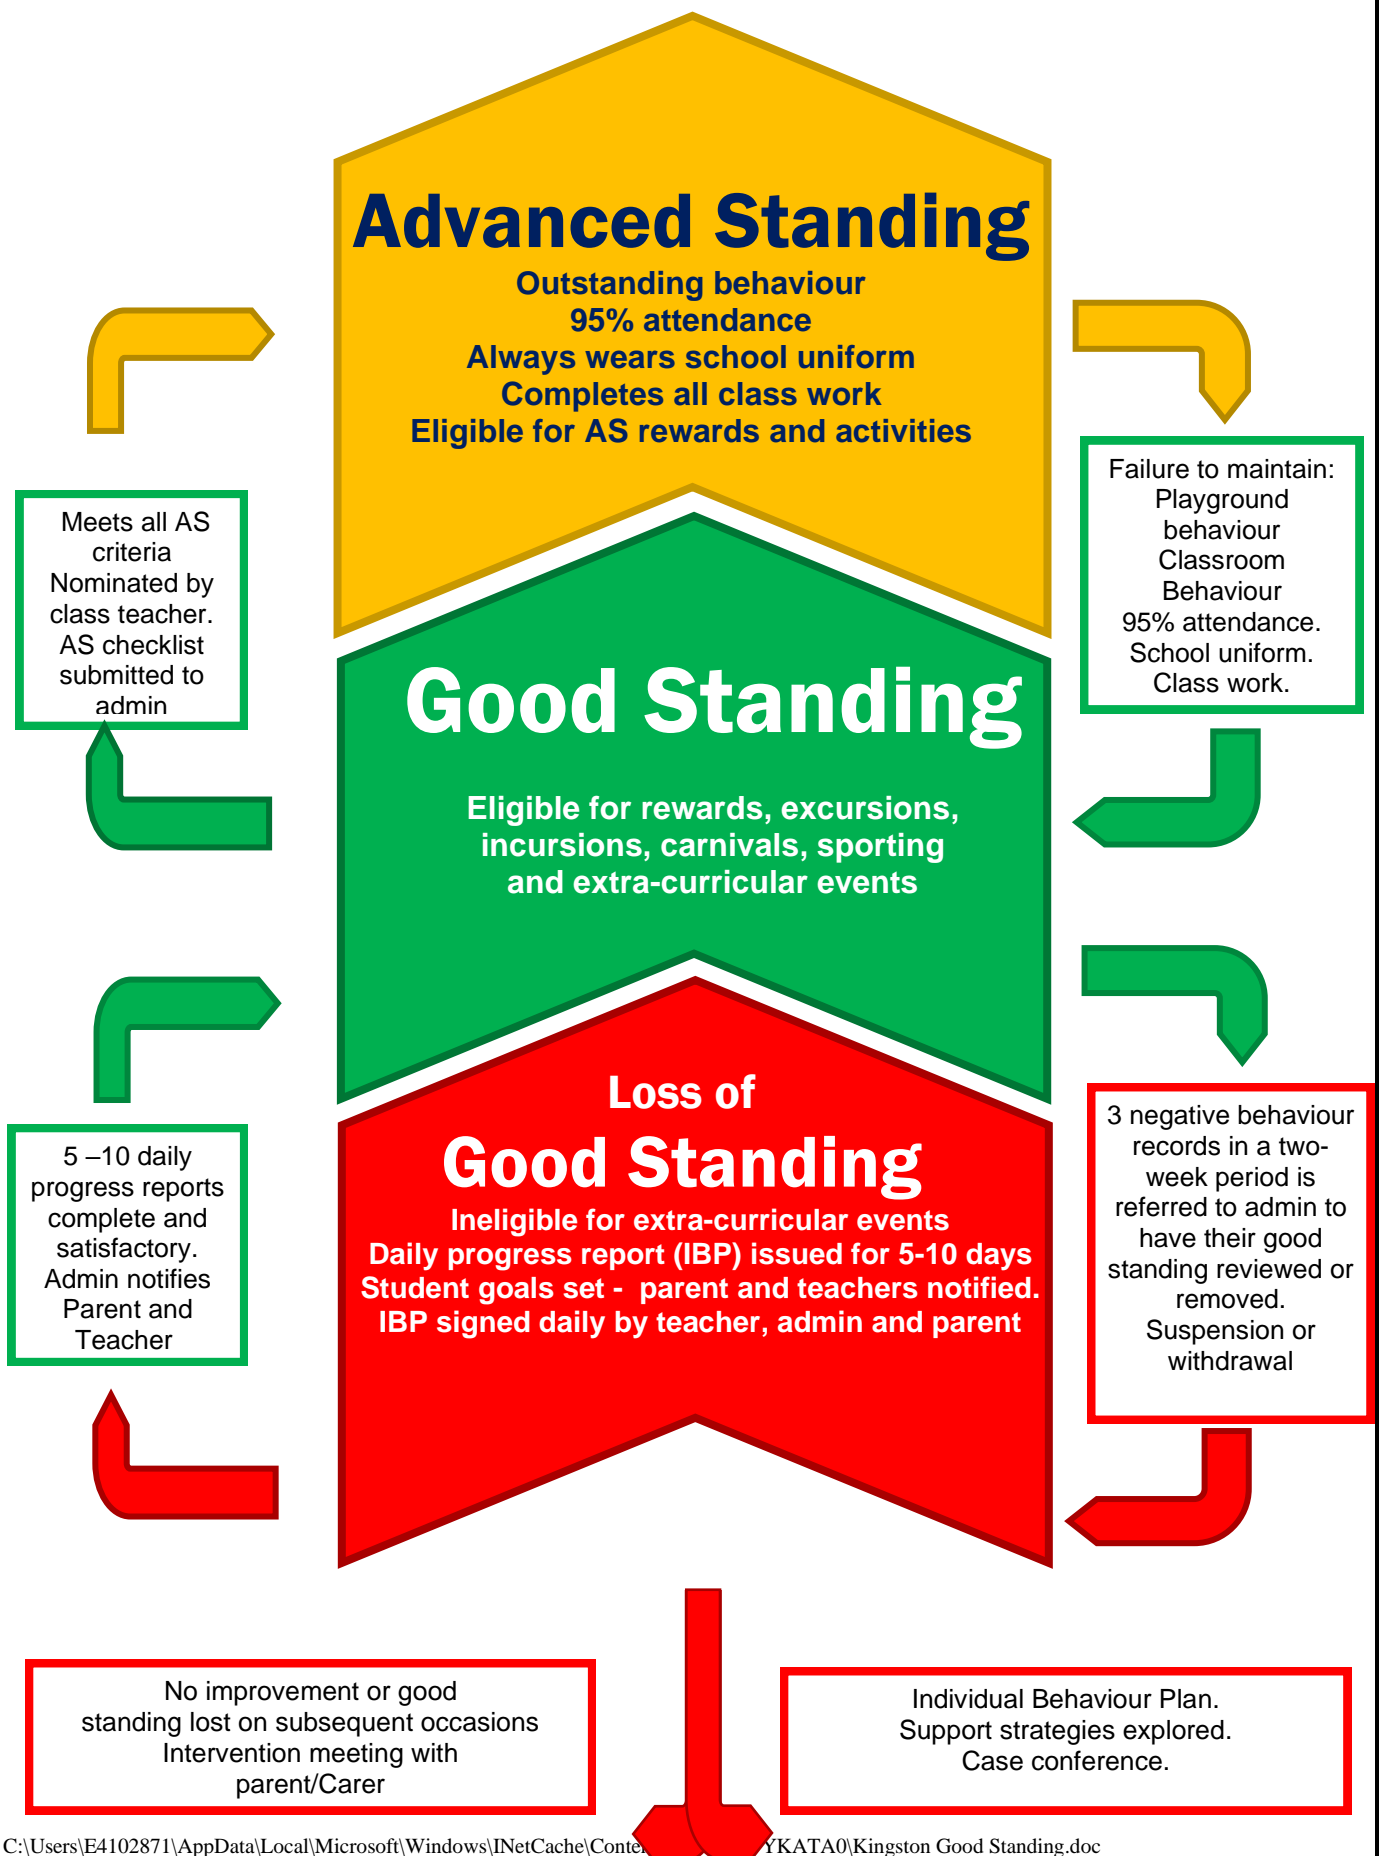 Advanced Standing
Outstanding behaviour
95% attendance
Always wears school uniform
Completes all class work
Eligible for AS rewards and activities
Meets all AS
criteria
Nominated by
class teacher.
AS checklist
submitted to
admin
Failure to maintain:
Playground
behaviour
Classroom
Behaviour
95% attendance.
School uniform.
Class work.
Good Standing
Eligible for rewards, excursions,
incursions, carnivals, sporting
and extra-curricular events
5 –10 daily
progress reports
complete and
satisfactory.
Admin notifies
Parent and
Teacher
Loss of
Good Standing
Ineligible for extra-curricular events
Daily progress report (IBP) issued for 5-10 days
Student goals set -  parent and teachers notified.
IBP signed daily by teacher, admin and parent
3 negative behaviour
records in a two-
week period is
referred to admin to
have their good
standing reviewed or
removed.
Suspension or
withdrawal
No improvement or good
standing lost on subsequent occasions
Intervention meeting with
parent/Carer
Individual Behaviour Plan.
Support strategies explored.
Case conference.
C:\Users\E4102871\AppData\Local\Microsoft\Windows\INetCache\Conte YKATA0\Kingston Good Standing.doc